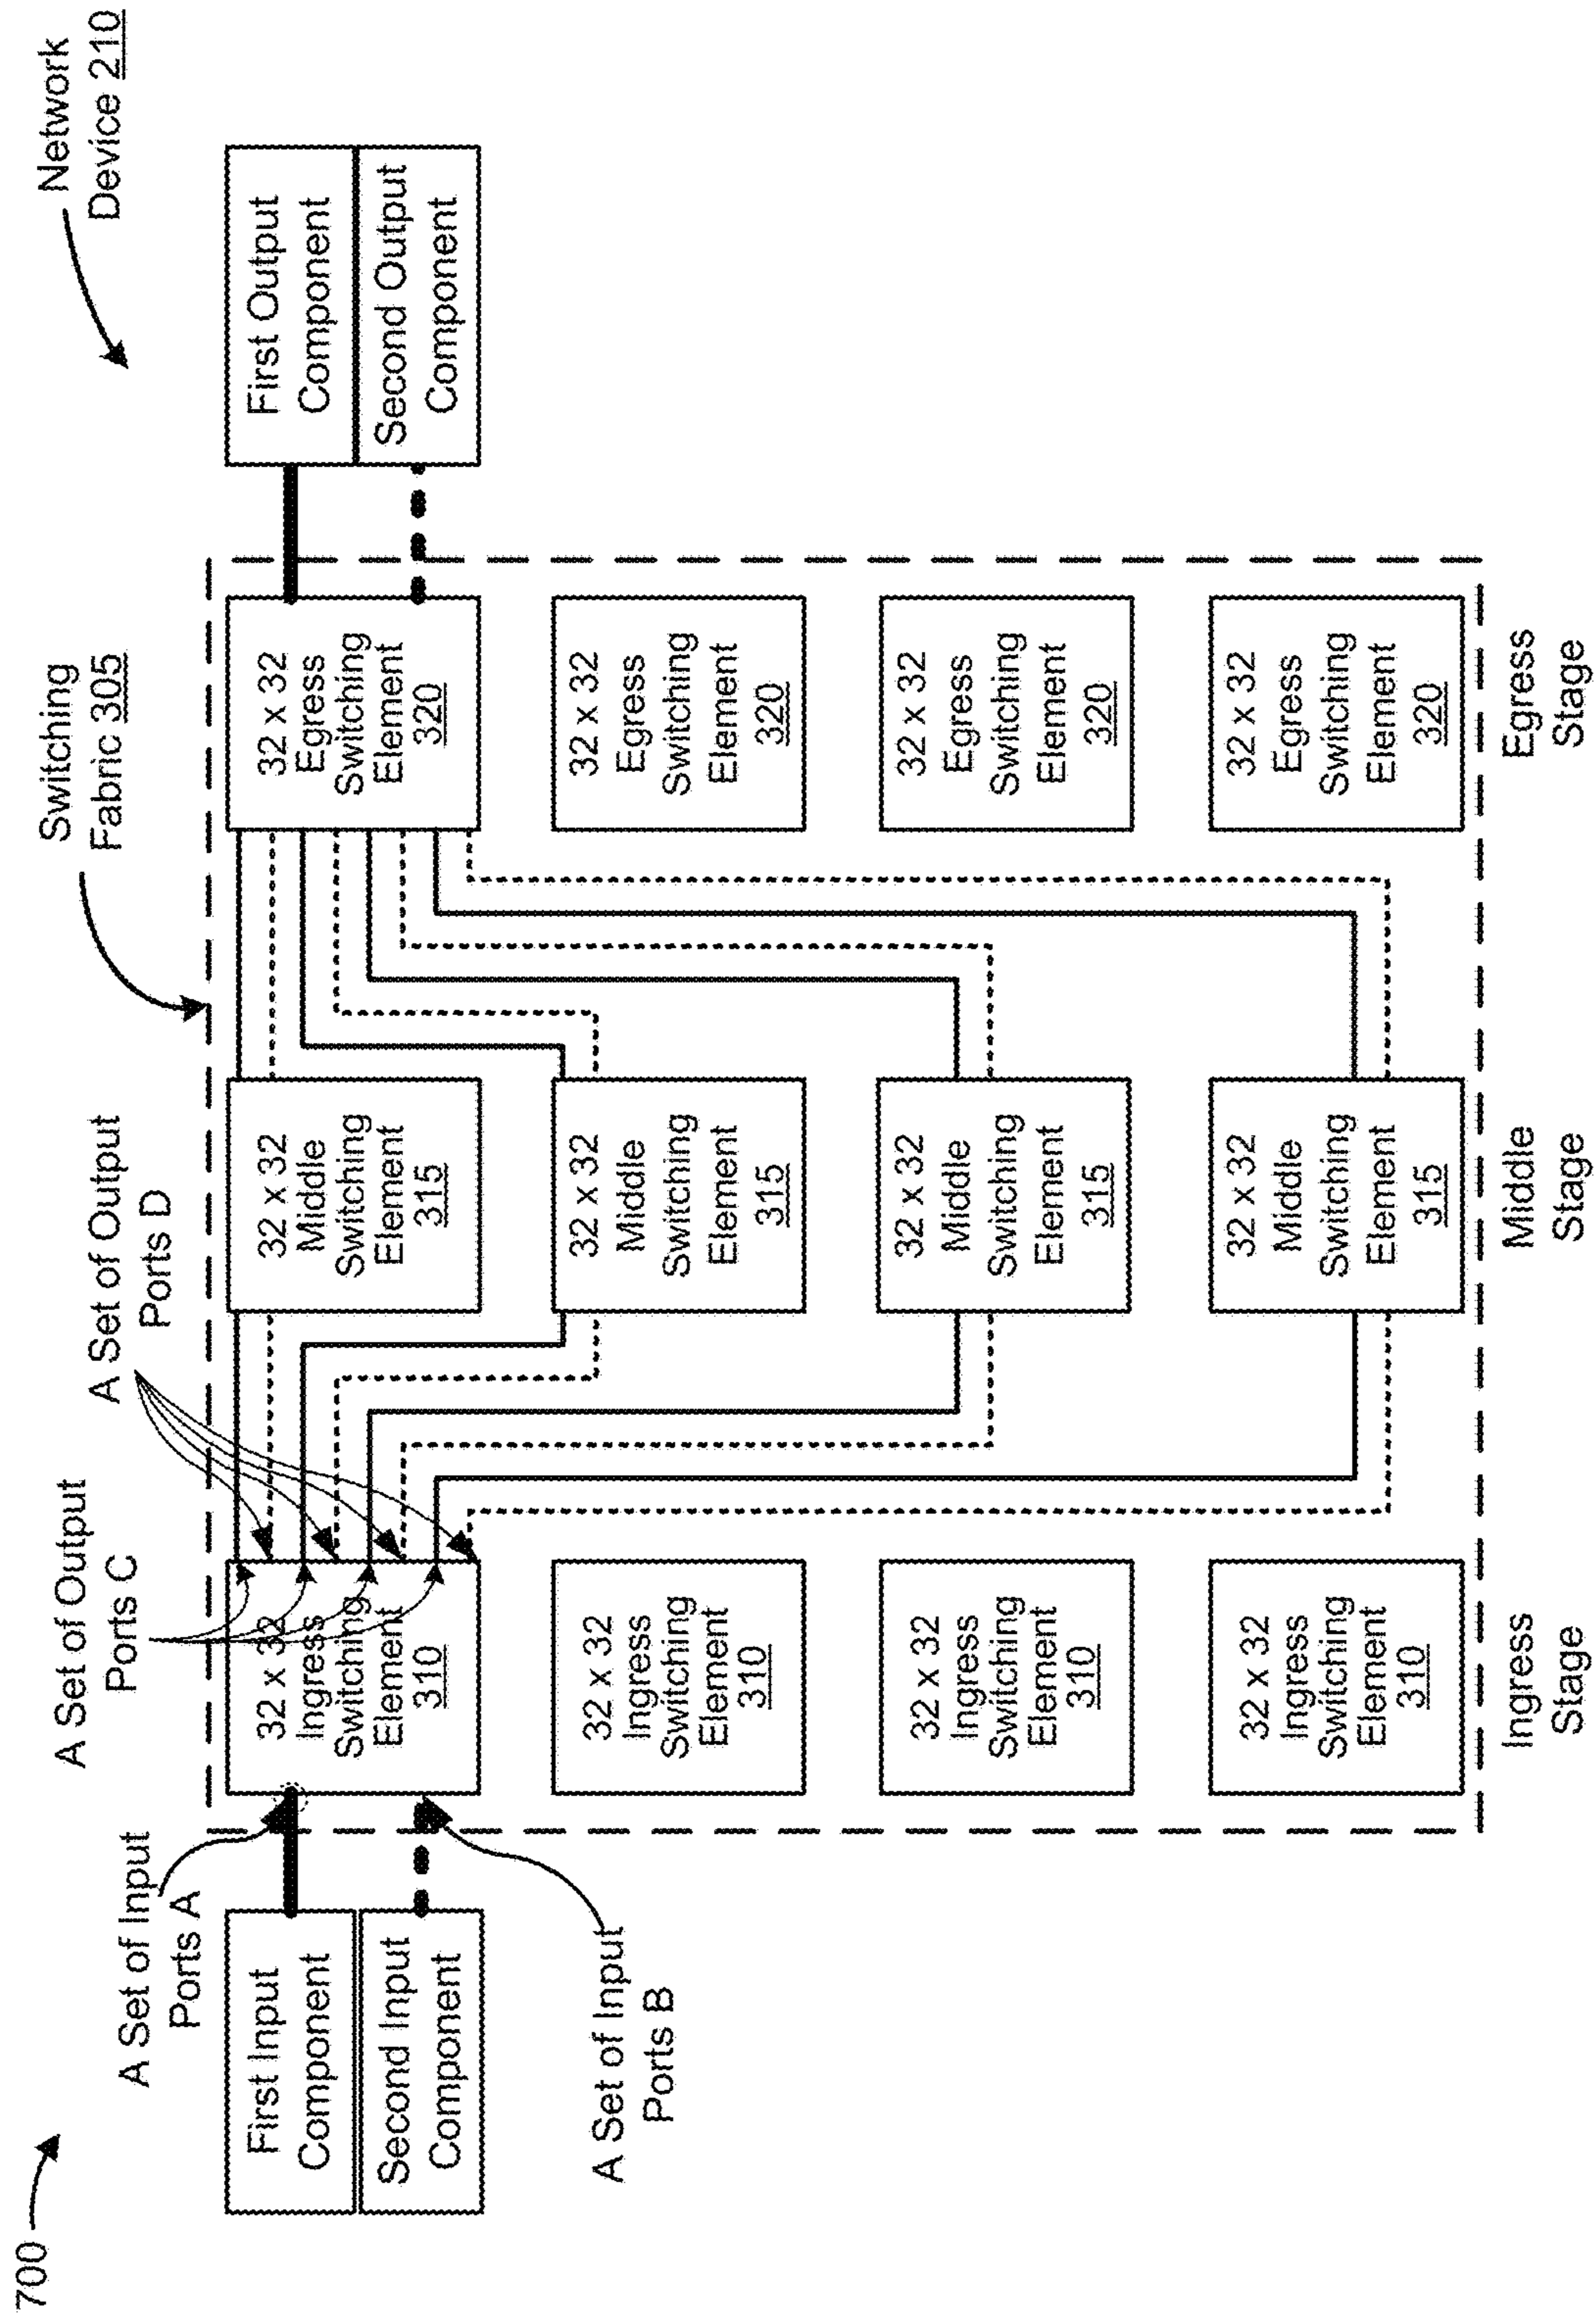 700
Network
Device 210
Switching
Fabric 305
A Set of Input
Ports A
A Set of Output
Ports C
A Set of Output
Ports D
First Input
Component
Second Input
Component
A Set of Input
Ports B
32 x 32
Ingress
Switching
Element
310
32 x 32
Middle
Switching
Element
315
32 x 32
Egress
Switching
Element
320
First Output
Component
Second Output
Component
32 x 32
Ingress
Switching
Element
310
32 x 32
Middle
Switching
Element
315
32 x 32
Egress
Switching
Element
320
32 x 32
Ingress
Switching
Element
310
32 x 32
Middle
Switching
Element
315
32 x 32
Egress
Switching
Element
320
32 x 32
Ingress
Switching
Element
310
32 x 32
Middle
Switching
Element
315
32 x 32
Egress
Switching
Element
320
Ingress
Stage
Middle
Stage
Egress
Stage